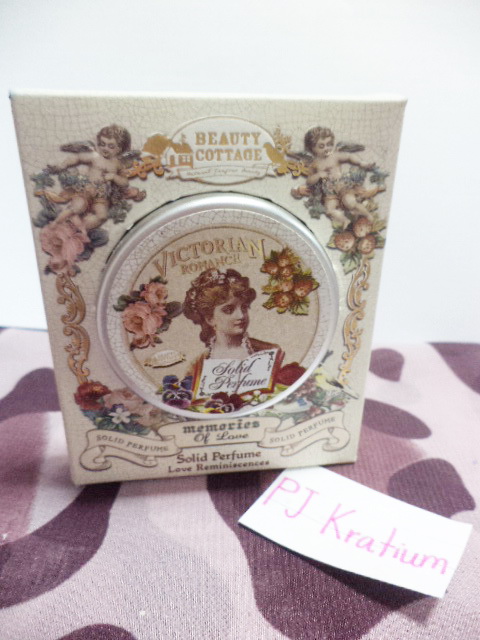 BEAUTY
COTTAGE
VICTORIAN
ROMANCE
Solid
Perfume
memories
Of Love
SOLID PERFUME
SOLID PERFUME
Solid Perfume
Love Reminiscences
PJ Kratium